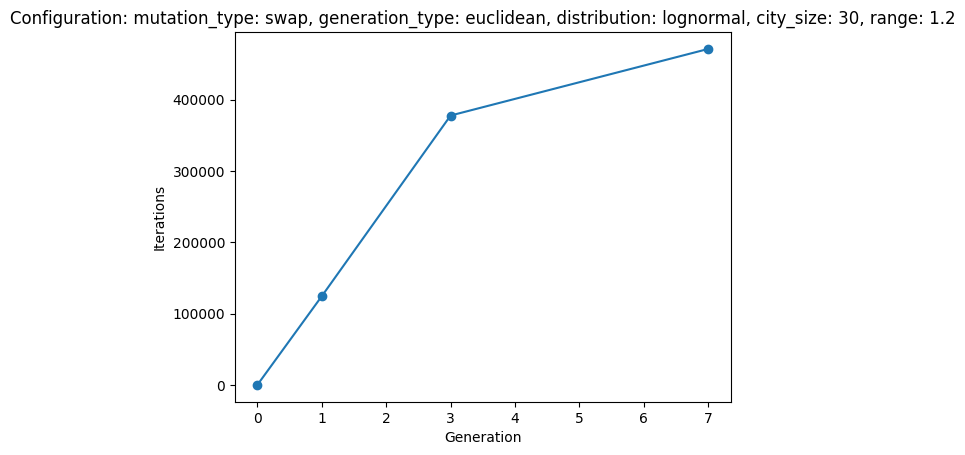 Configuration: mutation_type: swap, generation_type: euclidean, distribution: lognormal, city_size: 30, range: 1.2
400000
300000
200000
100000
0
Iterations
0 1 2 3 4 5 6 7
Generation